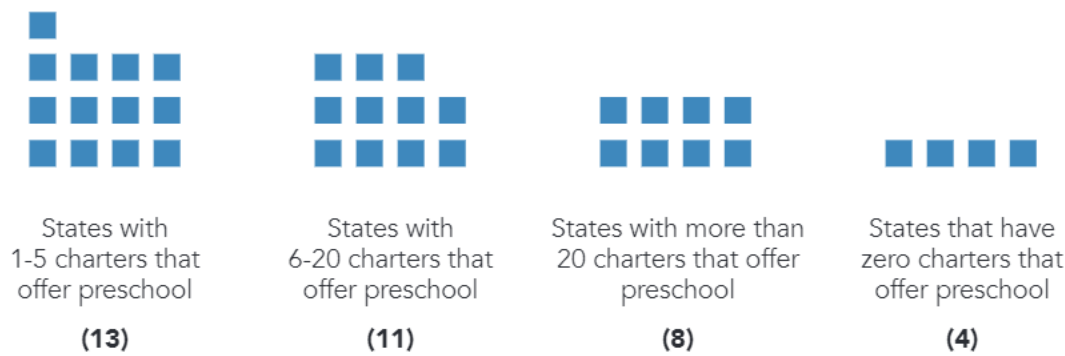 States with
1-5 charters that
offer preschool
(13)
States with
6-20 charters that
offer preschool
(11)
States with more than
20 charters that offer
preschool
(8)
States that have
zero charters that
offer preschool
(4)